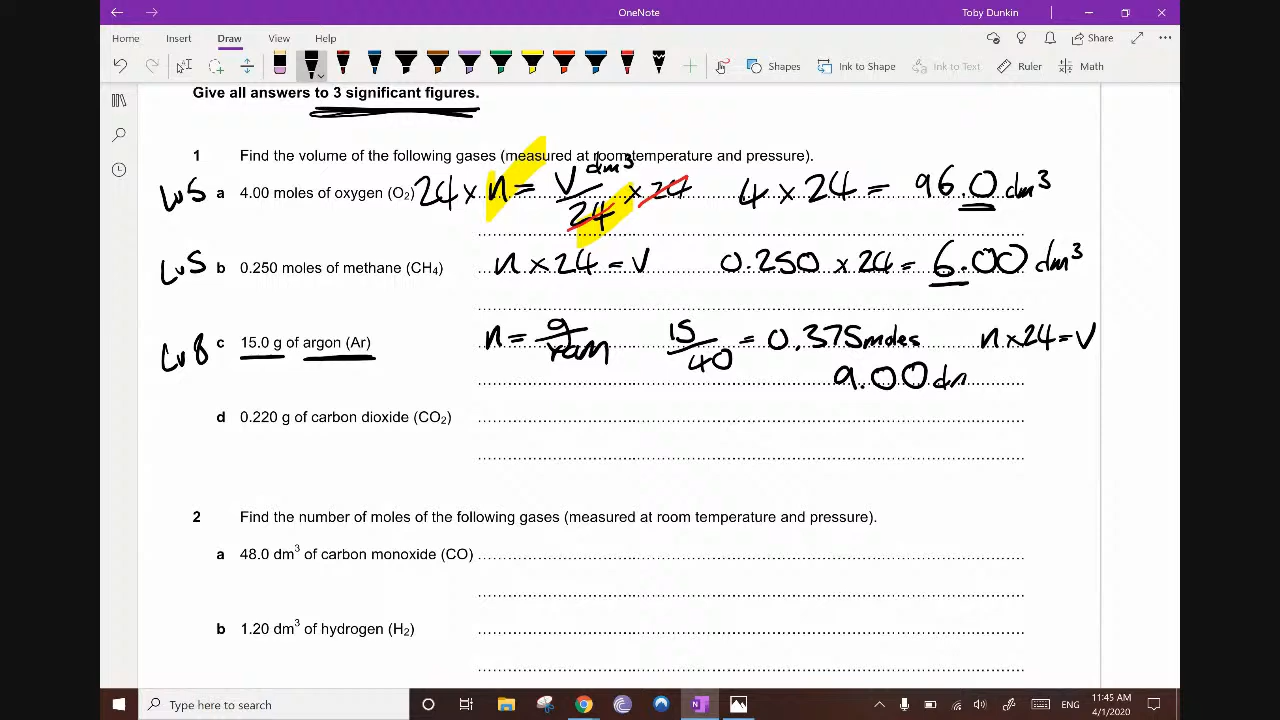 OneNote
Toby Dunkin
Home Insert Draw View Help
Share
Shapes Ink to Shape Ink to Text Ruler Math
Give all answers to 3 significant figures.
1 Find the volume of the following gases (measured at room temperature and pressure).
Lv5 a 4.00 moles of oxygen (O₂) 24 × n = V dm³ / 24 × 24 4 × 24 = 96.0 dm³
Lv5 b 0.250 moles of methane (CH₄) n × 24 = V 0.250 × 24 = 6.00 dm³
Lv8 c 15.0 g of argon (Ar) n = g / ram 15 / 40 = 0.375 moles n × 24 = V
9.00 dm
d 0.220 g of carbon dioxide (CO₂)
2 Find the number of moles of the following gases (measured at room temperature and pressure).
a 48.0 dm³ of carbon monoxide (CO)
b 1.20 dm³ of hydrogen (H₂)
Type here to search
ENG
11:45 AM
4/1/2020